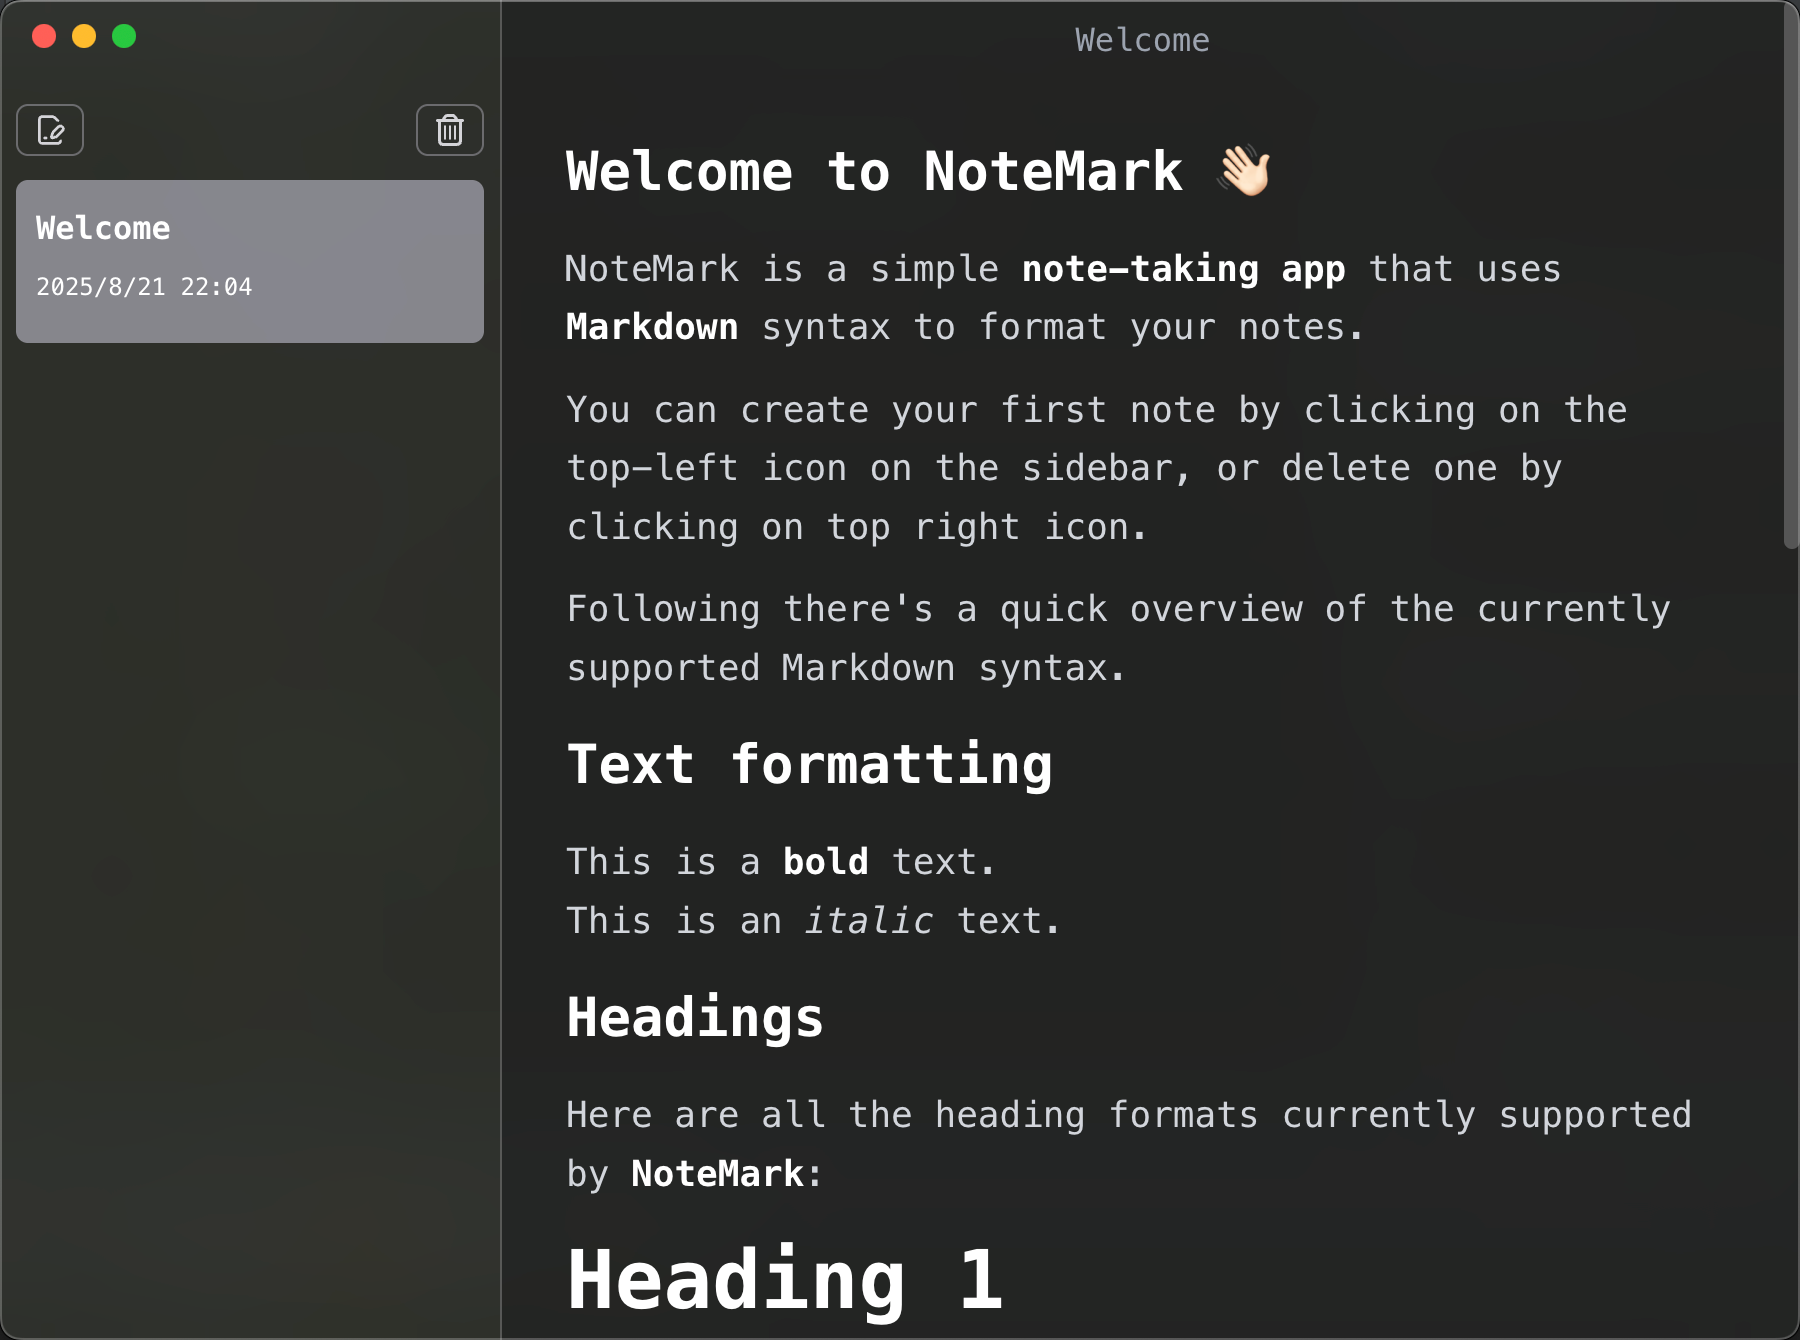 Welcome
Welcome
2025/8/21 22:04
Welcome to NoteMark 👋🏻
NoteMark is a simple note-taking app that uses
Markdown syntax to format your notes.
You can create your first note by clicking on the
top-left icon on the sidebar, or delete one by
clicking on top right icon.
Following there's a quick overview of the currently
supported Markdown syntax.
Text formatting
This is a bold text.
This is an italic text.
Headings
Here are all the heading formats currently supported
by NoteMark:
Heading 1